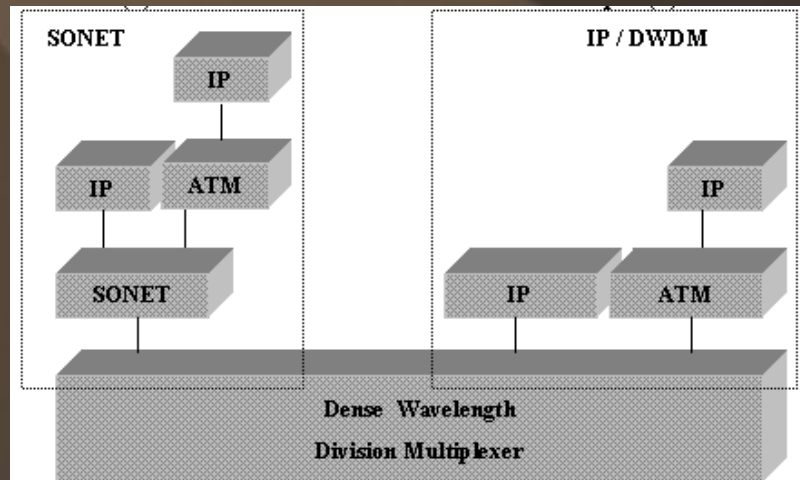 SONET
IP / DWDM
IP
IP
ATM
IP
SONET
IP
ATM
Dense Wavelength
Division Multiplexer